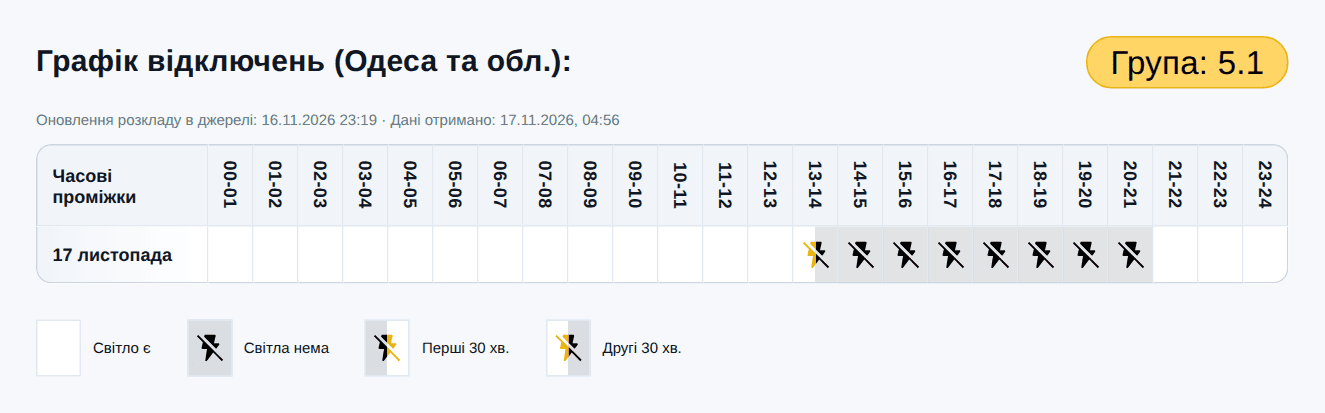 Графік відключень (Одеса та обл.):
Група: 5.1
Оновлення розкладу в джерелі: 16.11.2026 23:19 · Дані отримано: 17.11.2026, 04:56
Часові
проміжки
00-01
01-02
02-03
03-04
04-05
05-06
06-07
07-08
08-09
09-10
10-11
11-12
12-13
13-14
14-15
15-16
16-17
17-18
18-19
19-20
20-21
21-22
22-23
23-24
17 листопада
Світло є
Світла нема
Перші 30 хв.
Другі 30 хв.